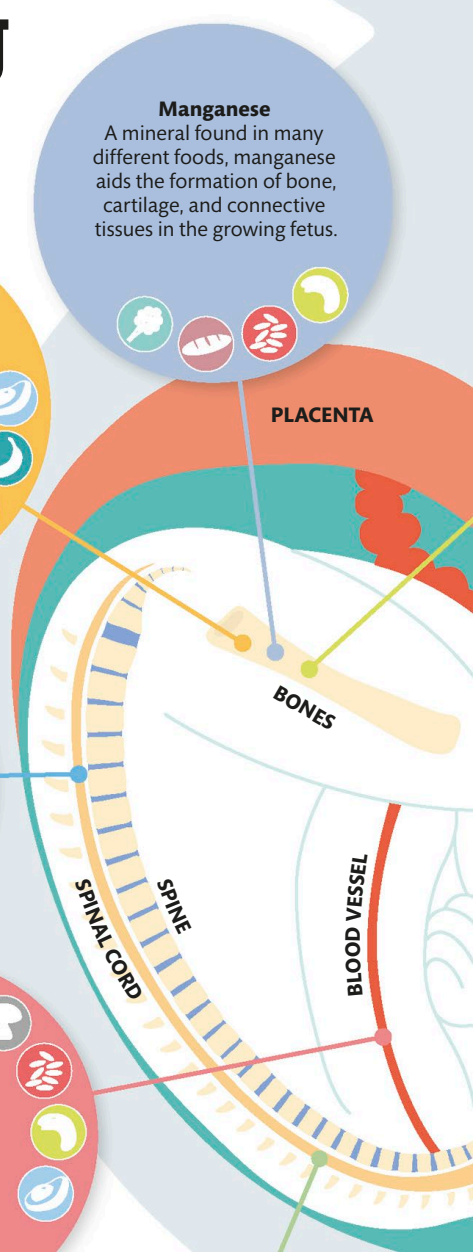 Manganese
A mineral found in many
different foods, manganese
aids the formation of bone,
cartilage, and connective
tissues in the growing fetus.
PLACENTA
BONES
SPINE
SPINAL CORD
BLOOD VESSEL